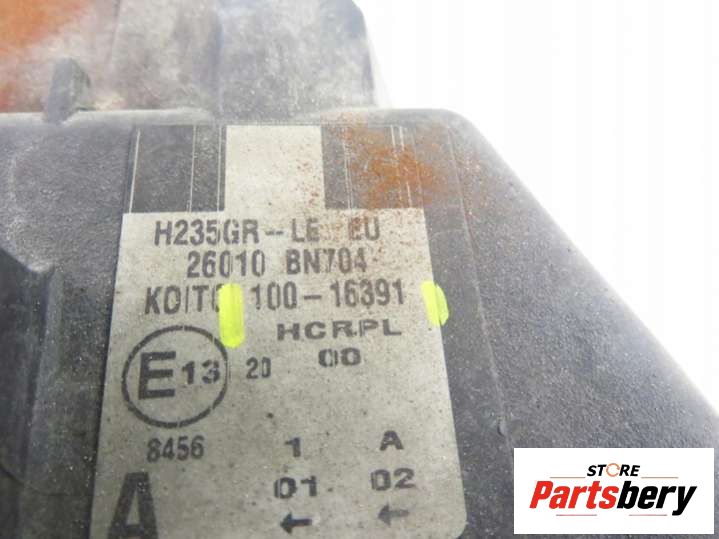 H235GR-LE EU
26010 BN704
KOITO 100-16391
HCRPL
E13 20 00
8456 1 A
A 01 02
← ←
STORE
Partsbery